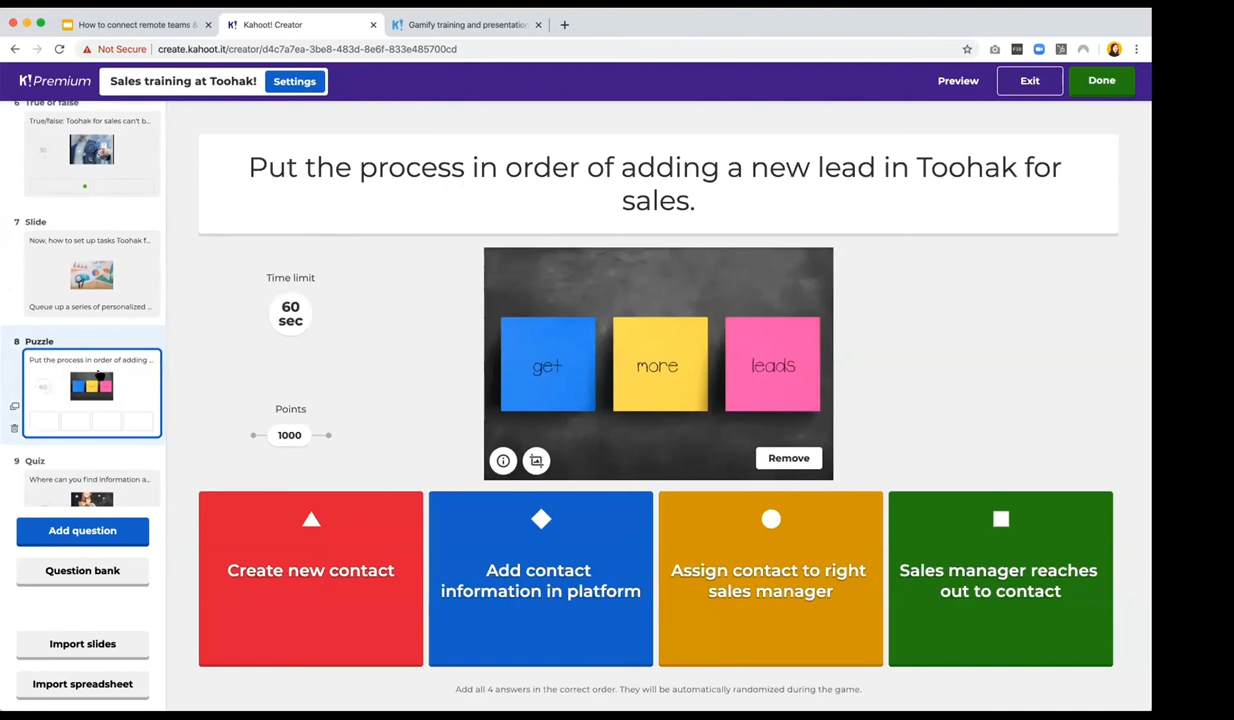 How to connect remote teams &
Kahoot! Creator
Gamify training and presentation
Not Secure
create.kahoot.it/creator/d4c7a7ea-3be8-483d-8e6f-833e485700cd
K!Premium
Sales training at Toohak!
Settings
Preview
Exit
Done
6 True or false
True/false: Toohak for sales can't b...
7 Slide
Now, how to set up tasks Toohak f...
Queue up a series of personalized ...
8 Puzzle
Put the process in order of adding ...
60
9 Quiz
Where can you find information a...
Add question
Question bank
Import slides
Import spreadsheet
Put the process in order of adding a new lead in Toohak for
sales.
Time limit
60
sec
Points
1000
get
more
leads
Remove
Create new contact
Add contact
information in platform
Assign contact to right
sales manager
Sales manager reaches
out to contact
Add all 4 answers in the correct order. They will be automatically randomized during the game.